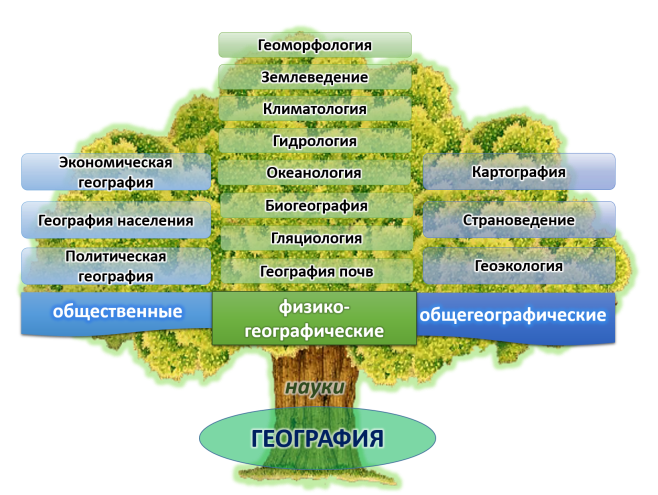 Геоморфология
Землеведение
Климатология
Гидрология
Океанология
Биогеография
Гляциология
География почв
физико-
географические
Экономическая
география
География населения
Политическая
география
общественные
Картография
Страноведение
Геоэкология
общегеографические
науки
ГЕОГРАФИЯ